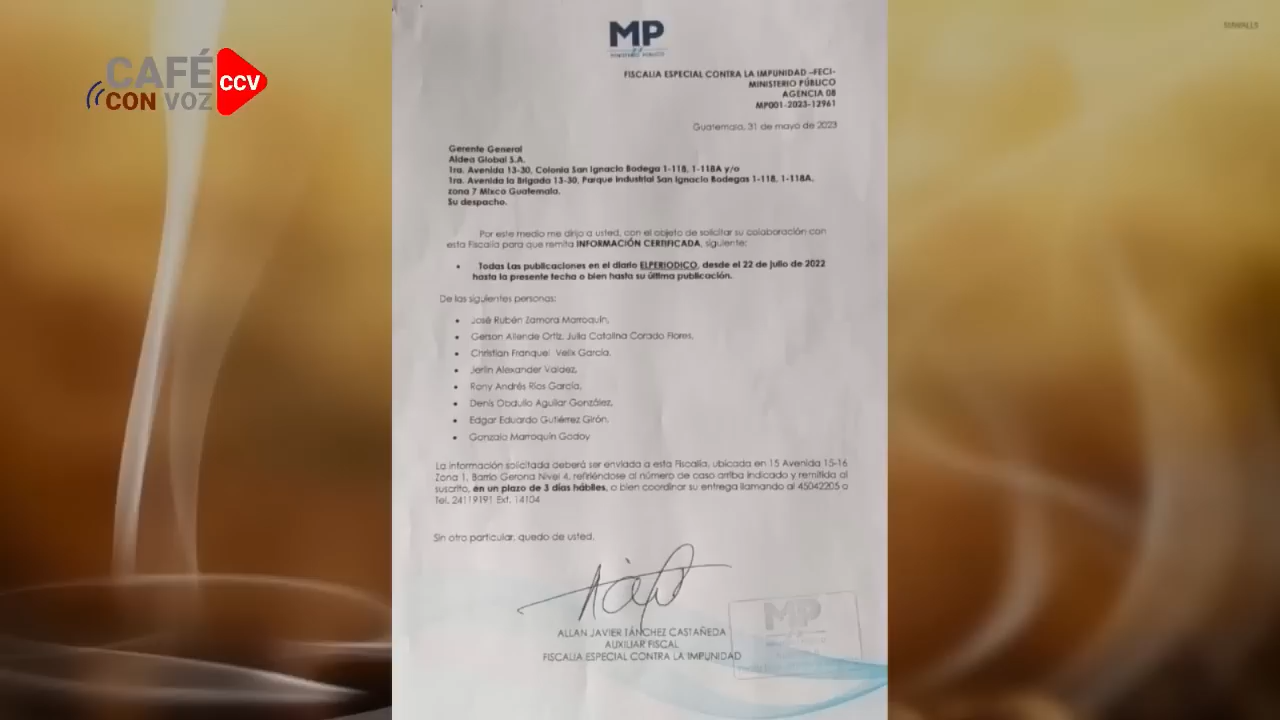 CAFÉ
CON VOZ
CCV
MP
MINISTERIO PÚBLICO
FISCALIA ESPECIAL CONTRA LA IMPUNIDAD -FECI-
MINISTERIO PÚBLICO
AGENCIA 08
MP001-2023-12961
Guatemala, 31 de mayo de 2023
Gerente General
Aldea Global S.A.
1ra. Avenida 13-30, Colonia San Ignacio Bodega 1-118, 1-118A y/o
1ra. Avenida la Brigada 13-30, Parque Industrial San Ignacio Bodegas 1-118, 1-118A,
zona 7 Mixco Guatemala.
Su despacho.
Por este medio me dirijo a usted, con el objeto de solicitar su colaboración con
esta Fiscalía para que remita INFORMACIÓN CERTIFICADA, siguiente:
• Todas Las publicaciones en el diario ELPERIODICO, desde el 22 de julio de 2022
hasta la presente fecha o bien hasta su última publicación.
De las siguientes personas:
• José Rubén Zamora Marroquín,
• Gerson Allende Ortiz, Julia Catalina Corado Flores,
• Christian Franquel Velix García,
• Jerlin Alexander Valdez,
• Rony Andrés Ríos García,
• Denis Obdulio Aguilar González,
• Edgar Eduardo Gutiérrez Girón,
• Gonzalo Marroquín Godoy
La información solicitada deberá ser enviada a esta Fiscalía, ubicada en 15 Avenida 15-16
Zona 1, Barrio Gerona Nivel 4, refiriéndose al número de caso arriba indicado y remitida al
suscrito, en un plazo de 3 días hábiles, o bien coordinar su entrega llamando al 45042205 o
Tel. 24119191 Ext. 14104
Sin otro particular, quedo de usted,
ALLAN JAVIER TÁNCHEZ CASTAÑEDA
AUXILIAR FISCAL
FISCALIA ESPECIAL CONTRA LA IMPUNIDAD
MP